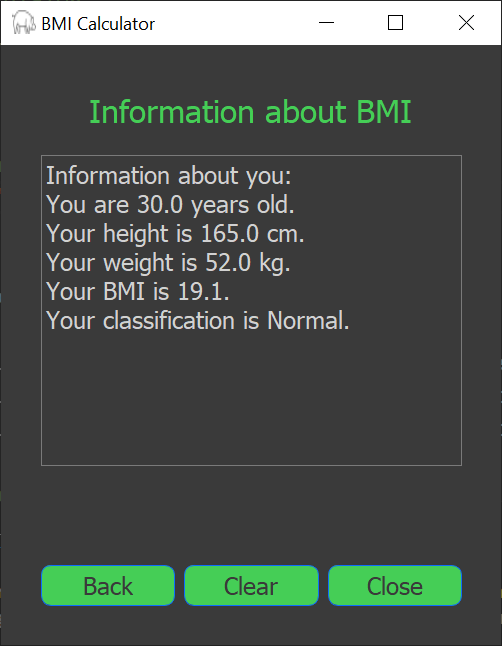 BMI Calculator
Information about BMI
Information about you:
You are 30.0 years old.
Your height is 165.0 cm.
Your weight is 52.0 kg.
Your BMI is 19.1.
Your classification is Normal.
Back Clear Close